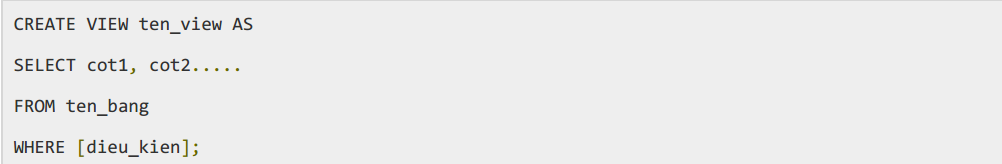 CREATE VIEW ten_view AS
SELECT cot1, cot2.....
FROM ten_bang
WHERE [dieu_kien];